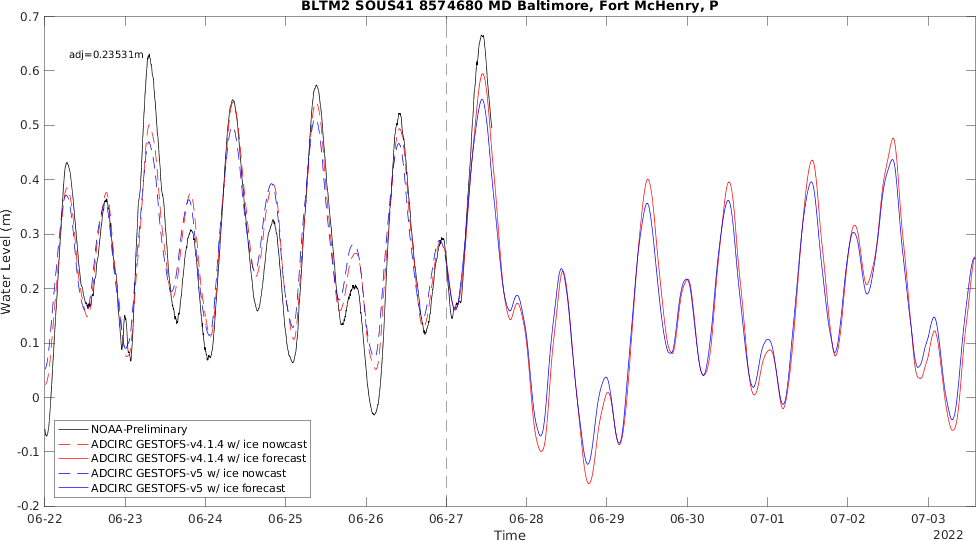 BLTM2 SOUS41 8574680 MD Baltimore, Fort McHenry, P
0.7
0.6
0.5
0.4
0.3
0.2
0.1
0
-0.1
-0.2
Water Level (m)
adj=0.23531m
NOAA-Preliminary
ADCIRC GESTOFS-v4.1.4 w/ ice nowcast
ADCIRC GESTOFS-v4.1.4 w/ ice forecast
ADCIRC GESTOFS-v5 w/ ice nowcast
ADCIRC GESTOFS-v5 w/ ice forecast
06-22 06-23 06-24 06-25 06-26 06-27 06-28 06-29 06-30 07-01 07-02 07-03
Time
2022